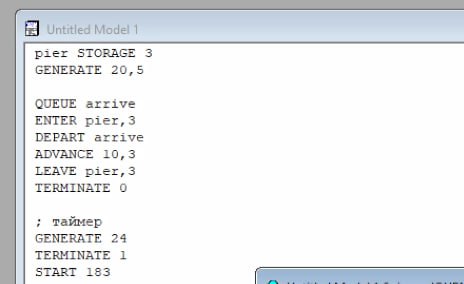 Untitled Model 1
pier STORAGE 3
GENERATE 20,5
QUEUE arrive
ENTER pier,3
DEPART arrive
ADVANCE 10,3
LEAVE pier,3
TERMINATE 0
; таймер
GENERATE 24
TERMINATE 1
START 183